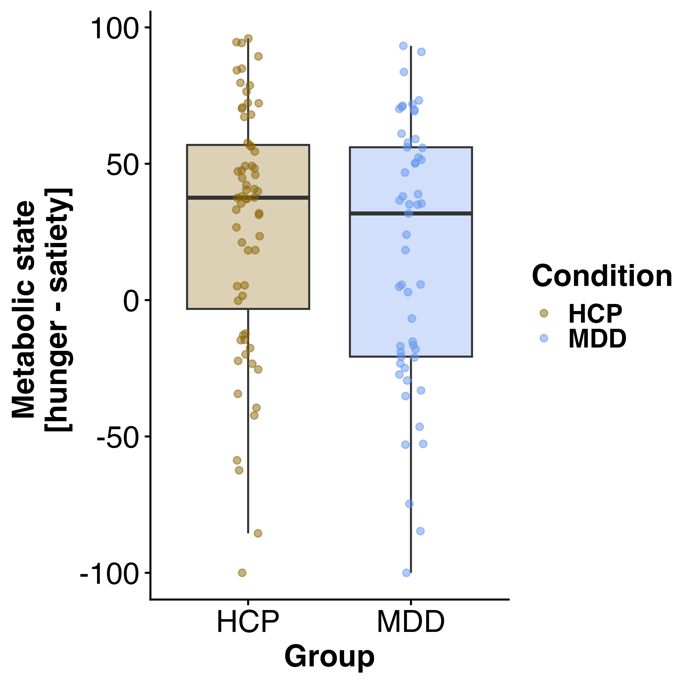 Metabolic state
[hunger - satiety]
100
50
0
-50
-100
HCP
MDD
Group
Condition
HCP
MDD